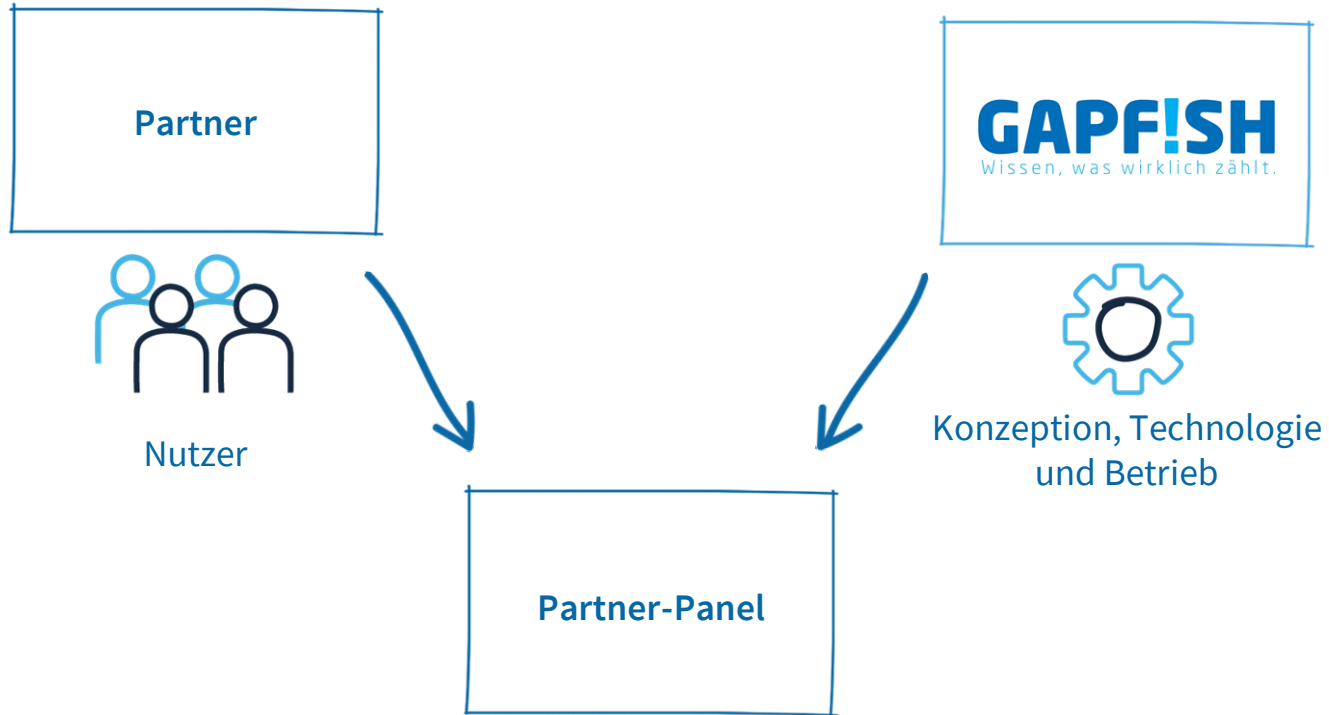 Partner
GAPF!SH
Wissen, was wirklich zählt.
Nutzer
Konzeption, Technologie
und Betrieb
Partner-Panel